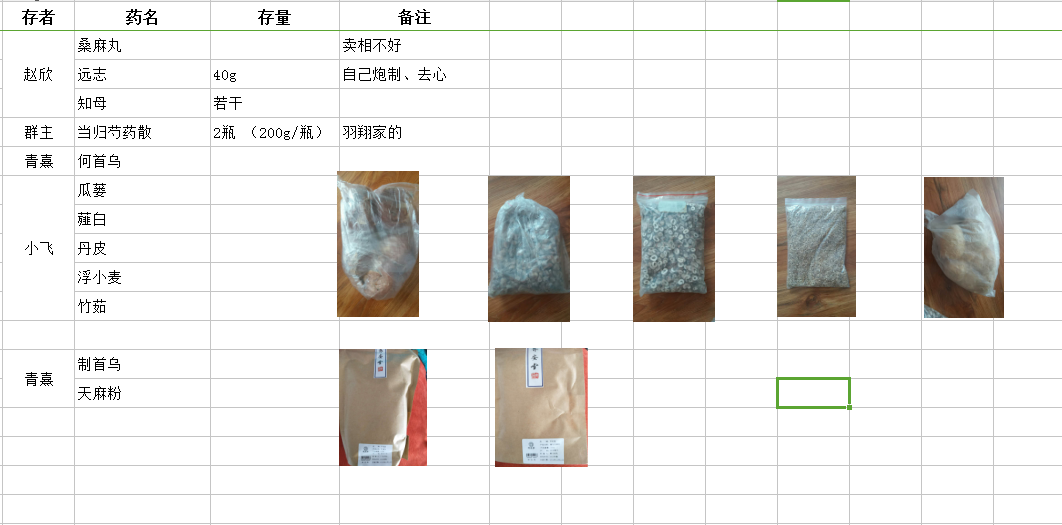 存者 药名 存量 备注
桑麻丸 卖相不好
赵欣 远志 40g 自己炮制、去心
知母 若干
群主 当归芍药散 2瓶 （200g/瓶） 羽翔家的
青熹 何首乌
瓜蒌
薤白
小飞 丹皮
浮小麦
竹茹
青熹 制首乌
天麻粉